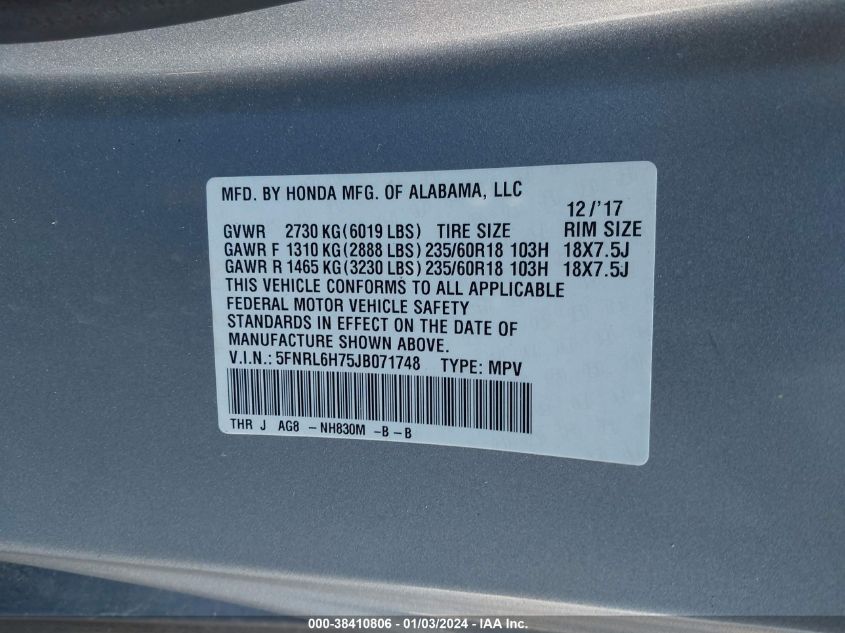 MFD. BY HONDA MFG. OF ALABAMA, LLC
12/'17
GVWR 2730 KG(6019 LBS) TIRE SIZE RIM SIZE
GAWR F 1310 KG(2888 LBS) 235/60R18 103H 18X7.5J
GAWR R 1465 KG(3230 LBS) 235/60R18 103H 18X7.5J
THIS VEHICLE CONFORMS TO ALL APPLICABLE
FEDERAL MOTOR VEHICLE SAFETY
STANDARDS IN EFFECT ON THE DATE OF
MANUFACTURE SHOWN ABOVE.
V.I.N.: 5FNRL6H75JB071748 TYPE: MPV
THR J AG8 - NH830M -B - B
000-38410806 - 01/03/2024 - IAA Inc.